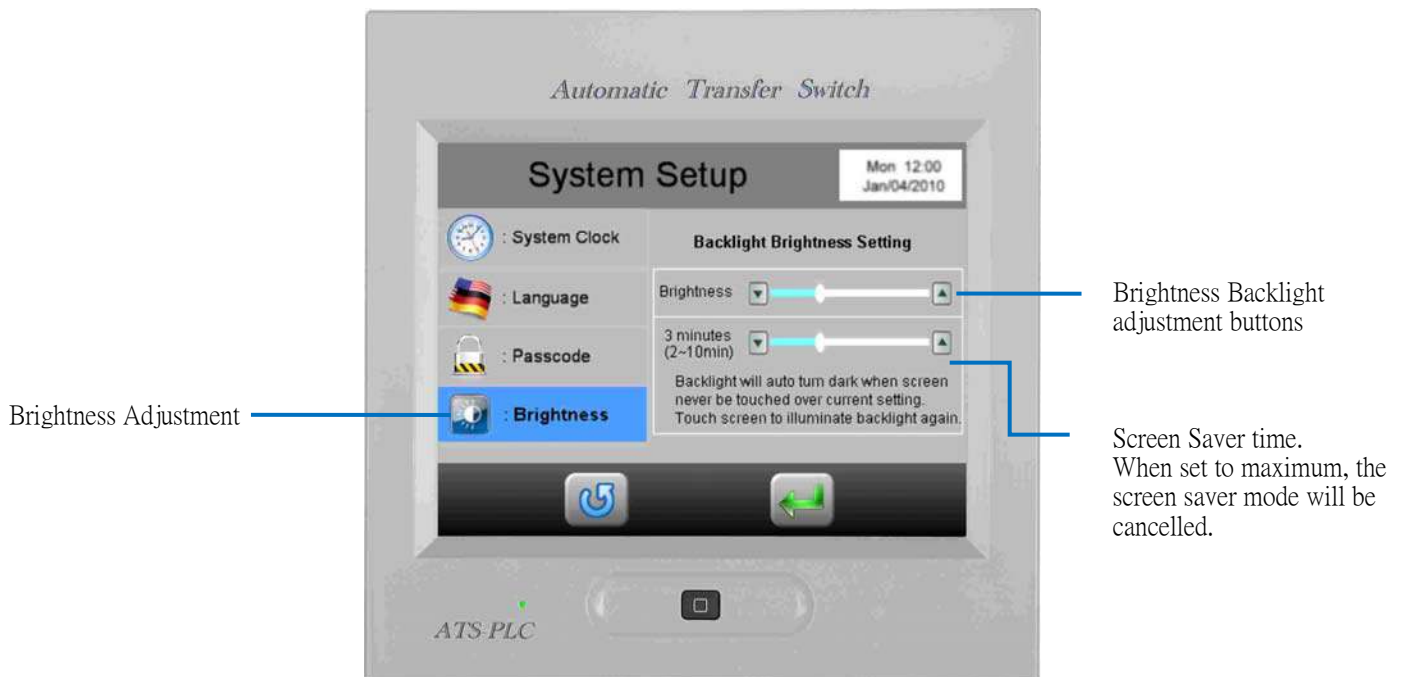 Automatic Transfer Switch
System Setup
Mon 12:00
Jan/04/2010
: System Clock
: Language
: Passcode
: Brightness
Backlight Brightness Setting
Brightness
3 minutes
(2~10min)
Backlight will auto turn dark when screen
never be touched over current setting.
Touch screen to illuminate backlight again.
ATS-PLC
Brightness Adjustment
Brightness Backlight
adjustment buttons
Screen Saver time.
When set to maximum, the
screen saver mode will be
cancelled.